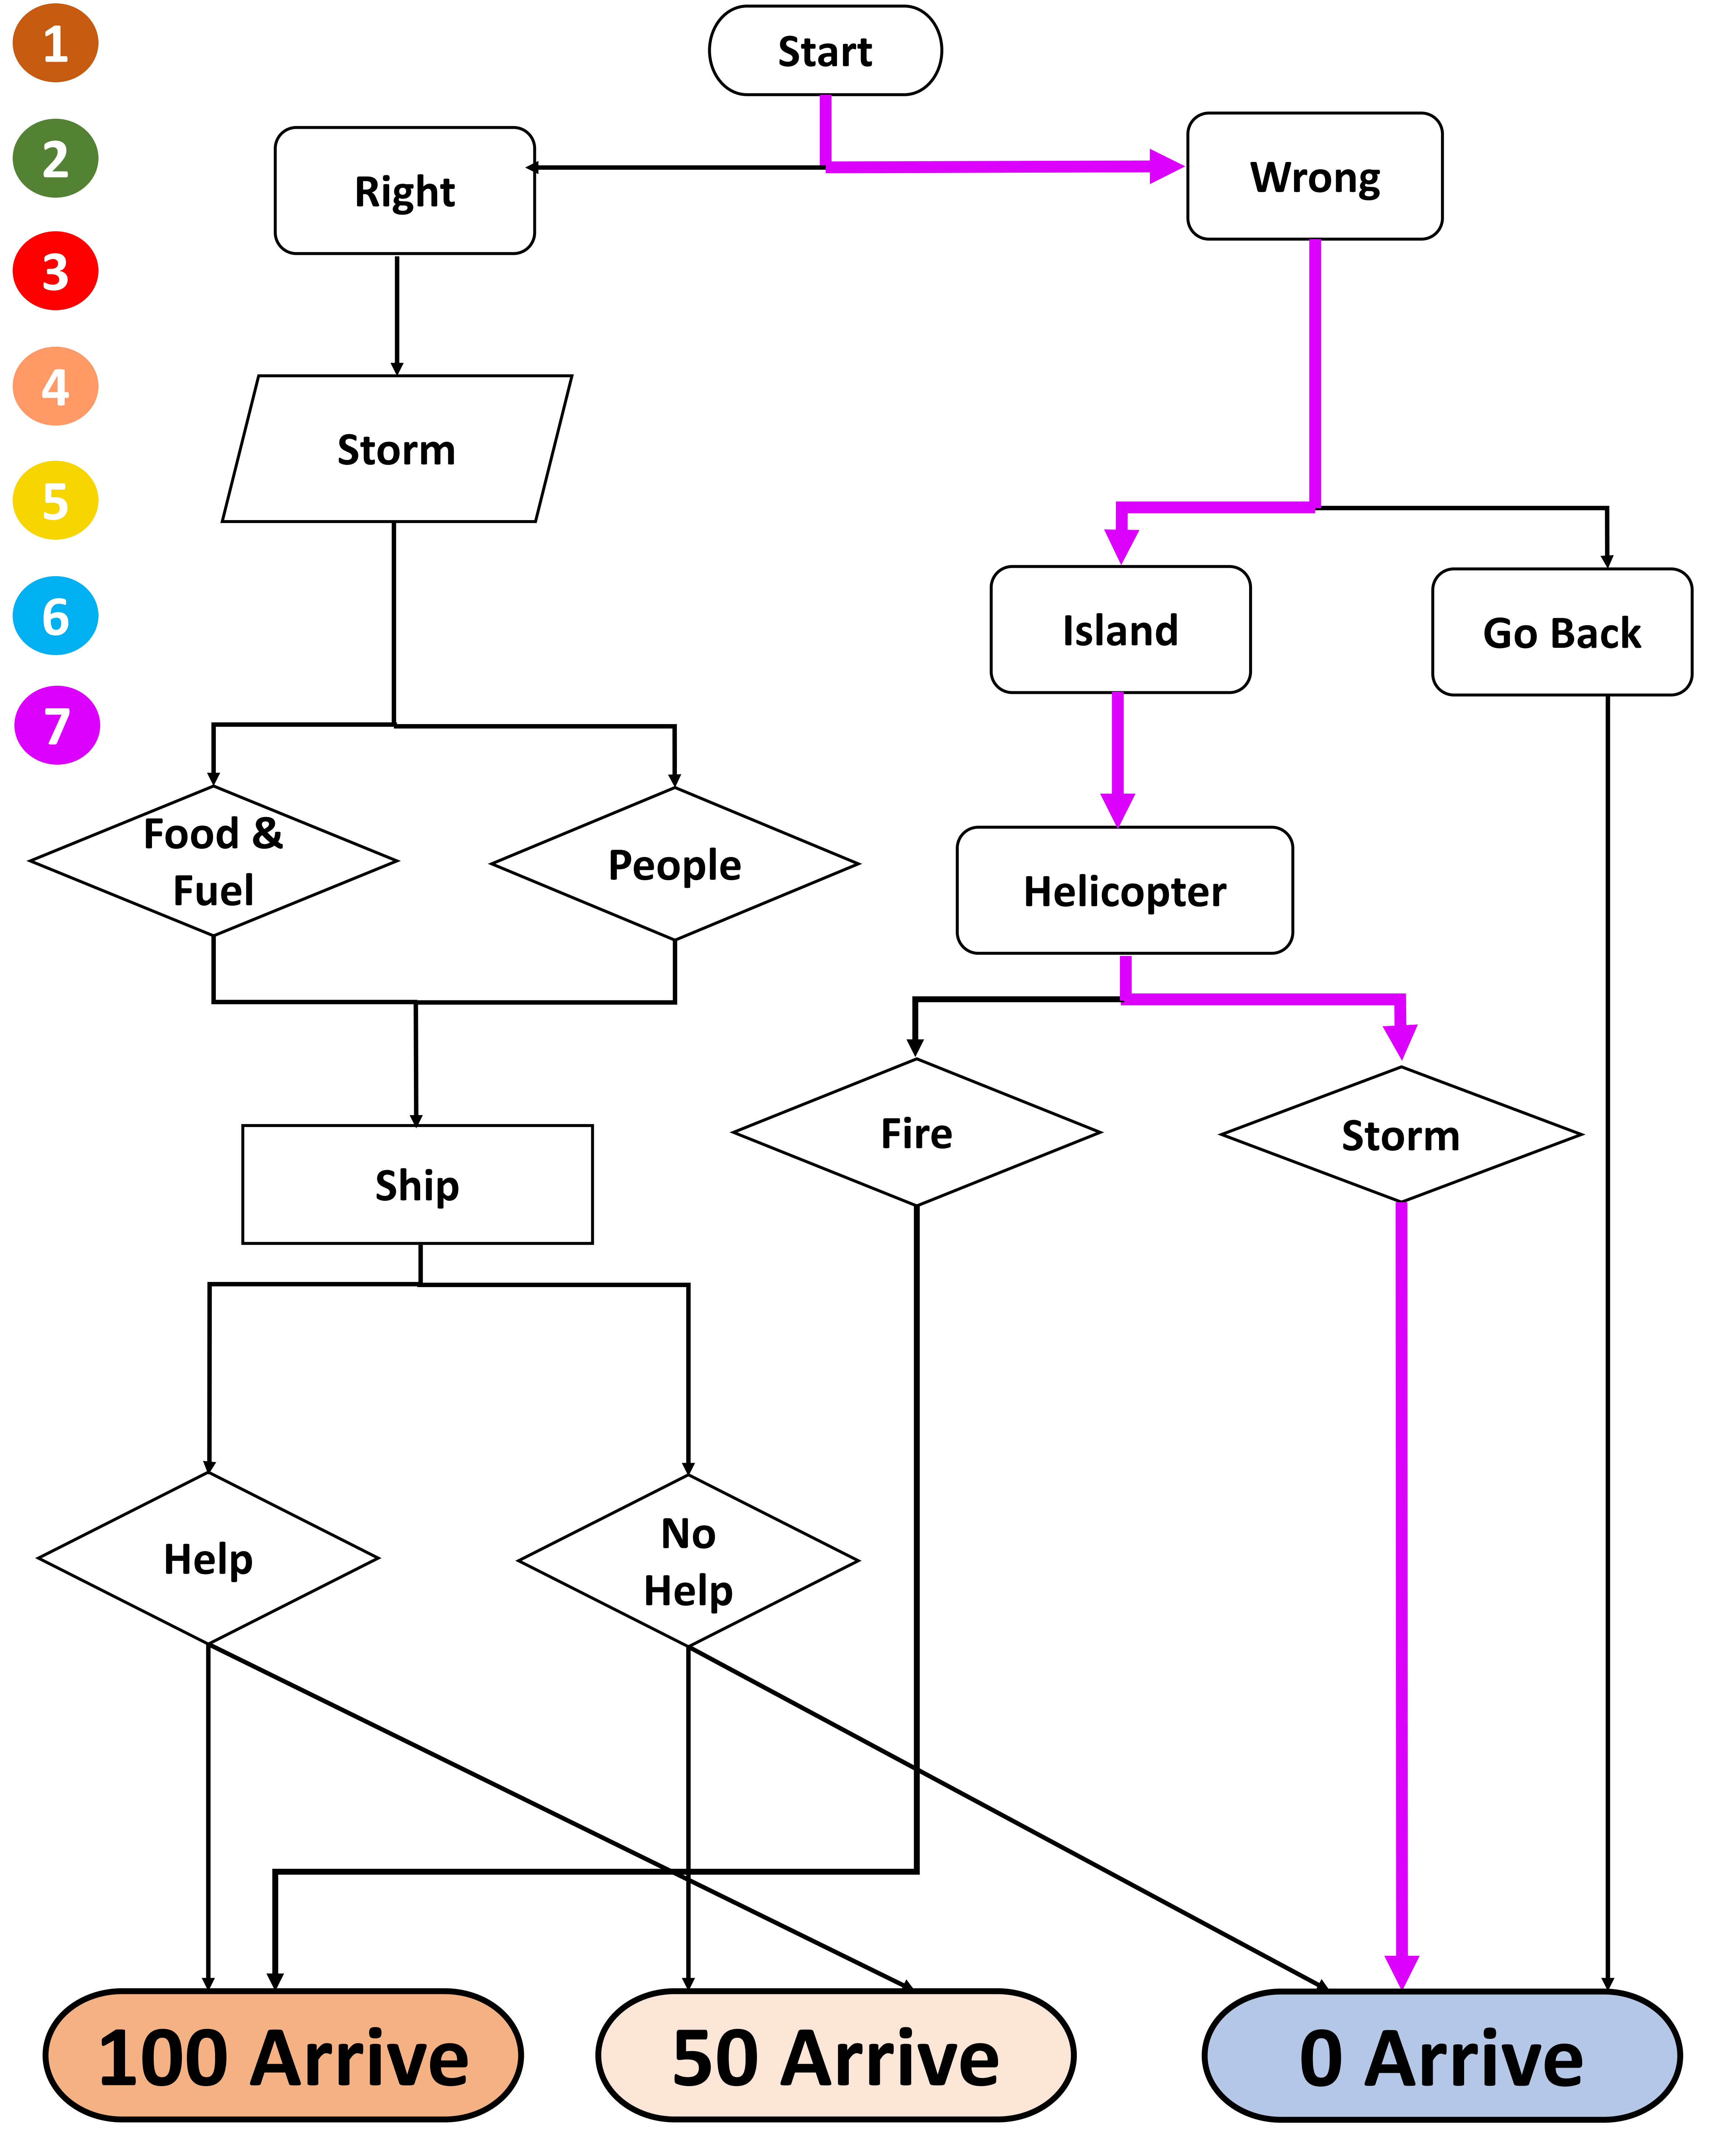 1
Start
2
Right
Wrong
3
4
Storm
5
6
Island
Go Back
7
Food &
Fuel
People
Helicopter
Fire
Storm
Ship
Help
No
Help
100 Arrive
50 Arrive
0 Arrive